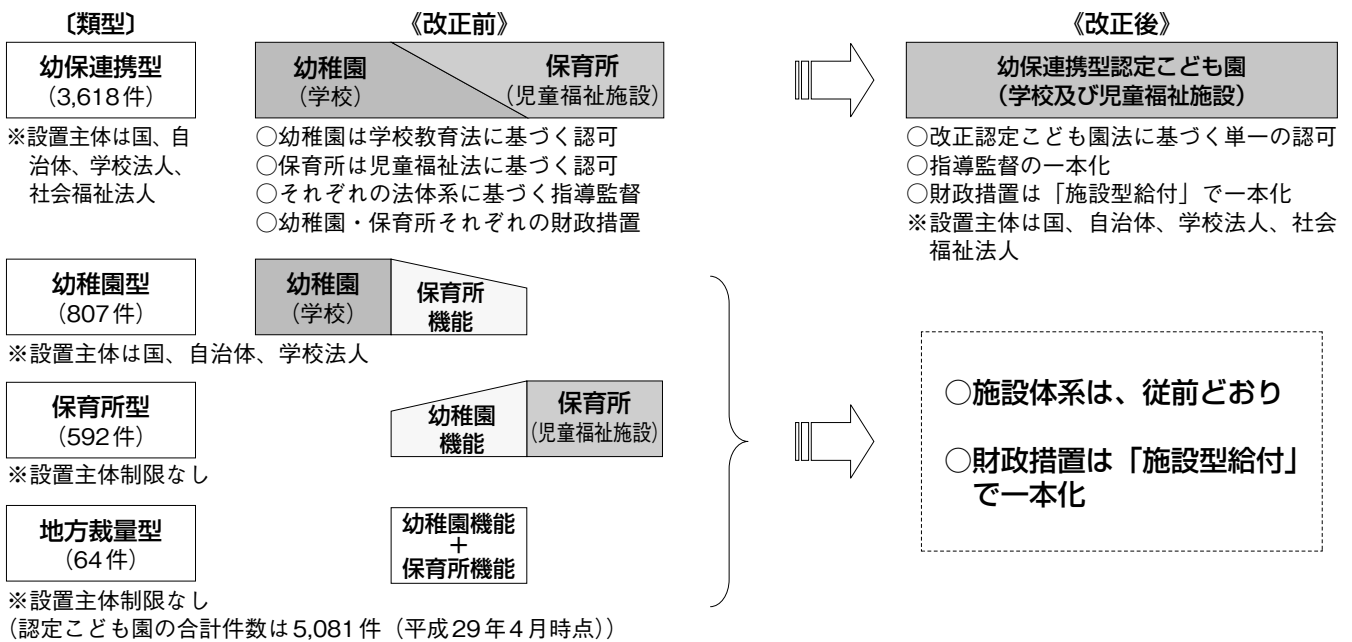 〔類型〕
《改正前》
《改正後》
幼保連携型
(3,618件)
※設置主体は国、自
治体、学校法人、
社会福祉法人
幼稚園
(学校)
保育所
(児童福祉施設)
○幼稚園は学校教育法に基づく認可
○保育所は児童福祉法に基づく認可
○それぞれの法体系に基づく指導監督
○幼稚園・保育所それぞれの財政措置
幼保連携型認定こども園
(学校及び児童福祉施設)
○改正認定こども園法に基づく単一の認可
○指導監督の一本化
○財政措置は「施設型給付」で一本化
※設置主体は国、自治体、学校法人、社会
福祉法人
幼稚園型
(807件)
※設置主体は国、自治体、学校法人
幼稚園
(学校)
保育所
機能
保育所型
(592件)
※設置主体制限なし
幼稚園
機能
保育所
(児童福祉施設)
地方裁量型
(64件)
※設置主体制限なし
幼稚園機能
+
保育所機能
○施設体系は、従前どおり
○財政措置は「施設型給付」
で一本化
(認定こども園の合計件数は5,081件(平成29年4月時点))